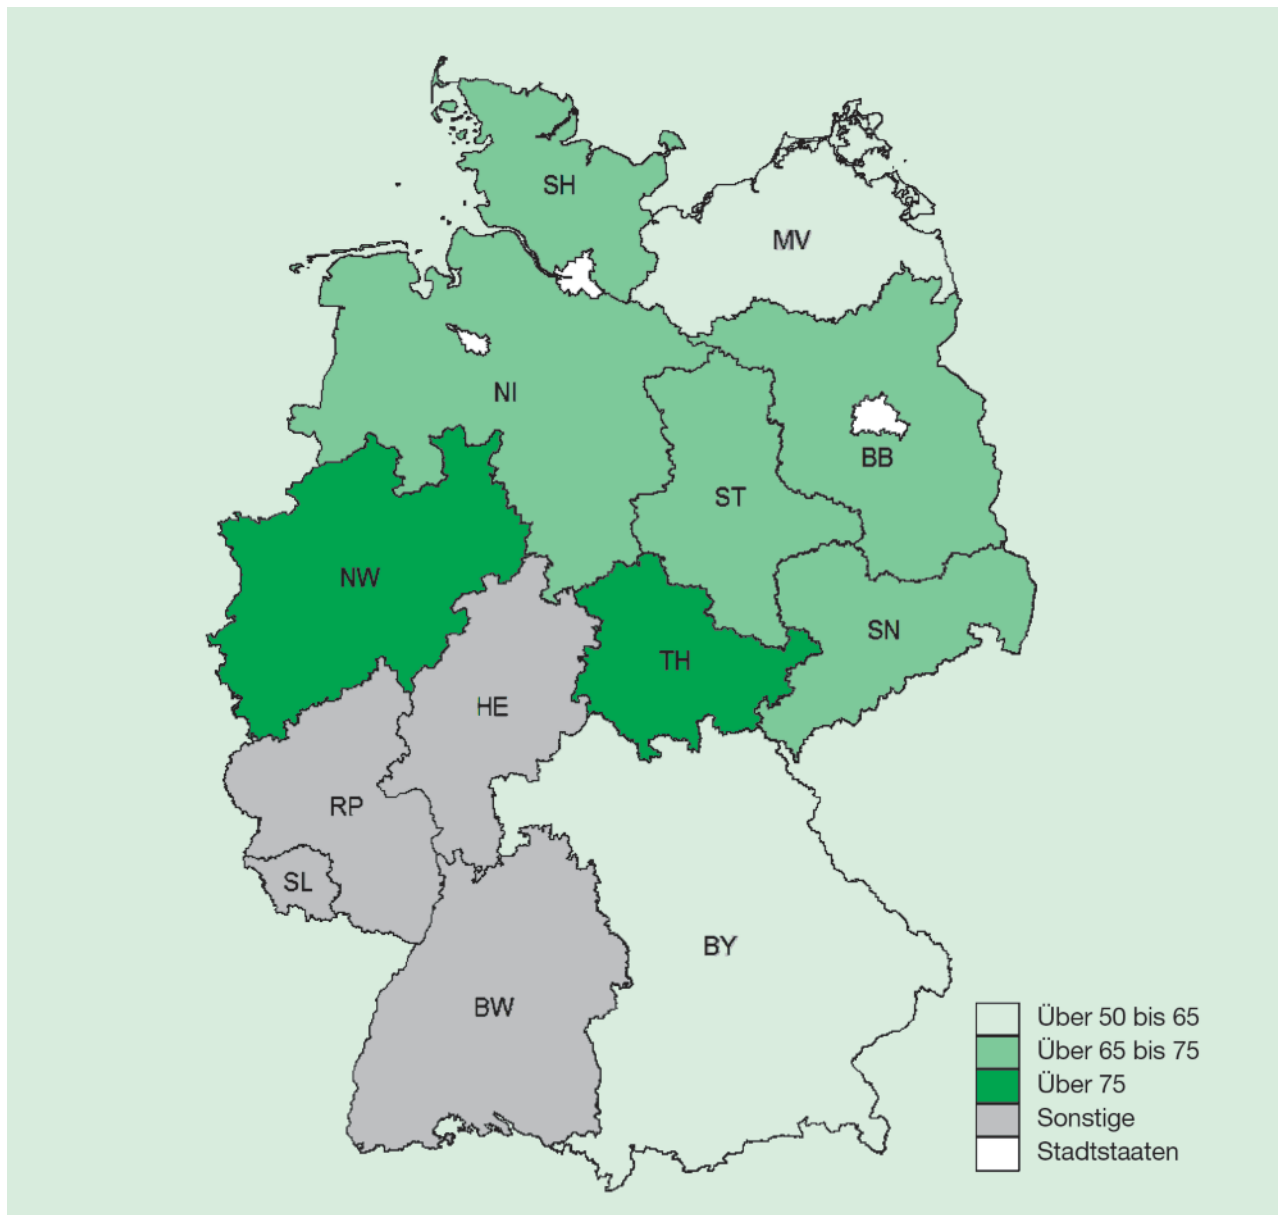 SH
MV
NI
BB
ST
NW
SN
TH
HE
RP
SL
BY
BW
Über 50 bis 65
Über 65 bis 75
Über 75
Sonstige
Stadtstaaten